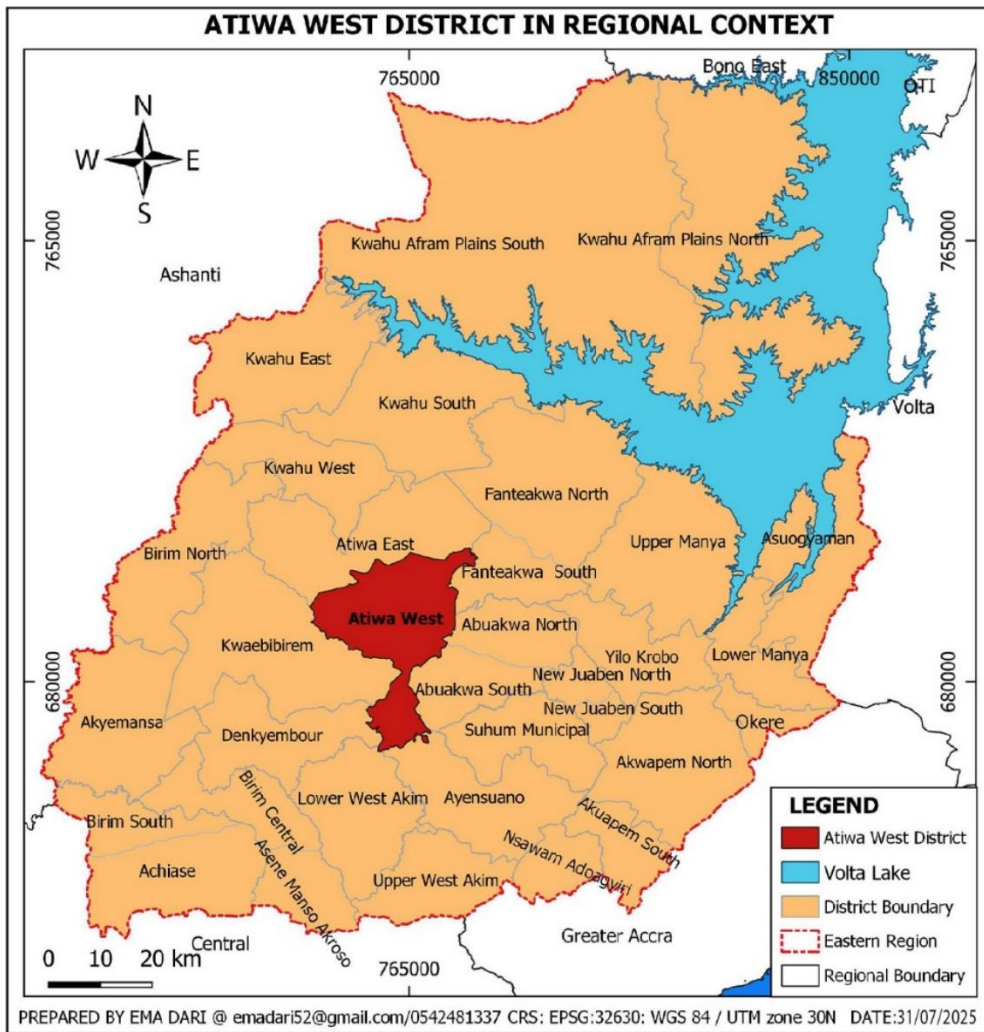 ATIWA WEST DISTRICT IN REGIONAL CONTEXT
765000
Bono East
850000
OTI
N
W
E
S
765000
765000
Kwahu Afram Plains South
Kwahu Afram Plains North
Ashanti
Kwahu East
Kwahu South
Volta
Kwahu West
Fanteakwa North
Birim North
Atiwa East
Upper Manya
Asuogyaman
Fanteakwa South
Atiwa West
Abuakwa North
Kwaebibirem
Yilo Krobo
Lower Manya
New Juaben North
680000
680000
Abuakwa South
New Juaben South
Akyemansa
Denkyembour
Suhum Municipal
Okere
Akwapem North
Birim Central
Lower West Akim
Ayensuano
Birim South
Akuapem South
Achiase
Asene Manso Akroso
Upper West Akim
Nsawam Adoagyiri
Central
Greater Accra
0 10 20 km
765000
LEGEND
Atiwa West District
Volta Lake
District Boundary
Eastern Region
Regional Boundary
PREPARED BY EMA DARI @ emadari52@gmail.com/0542481337 CRS: EPSG:32630: WGS 84 / UTM zone 30N DATE:31/07/2025